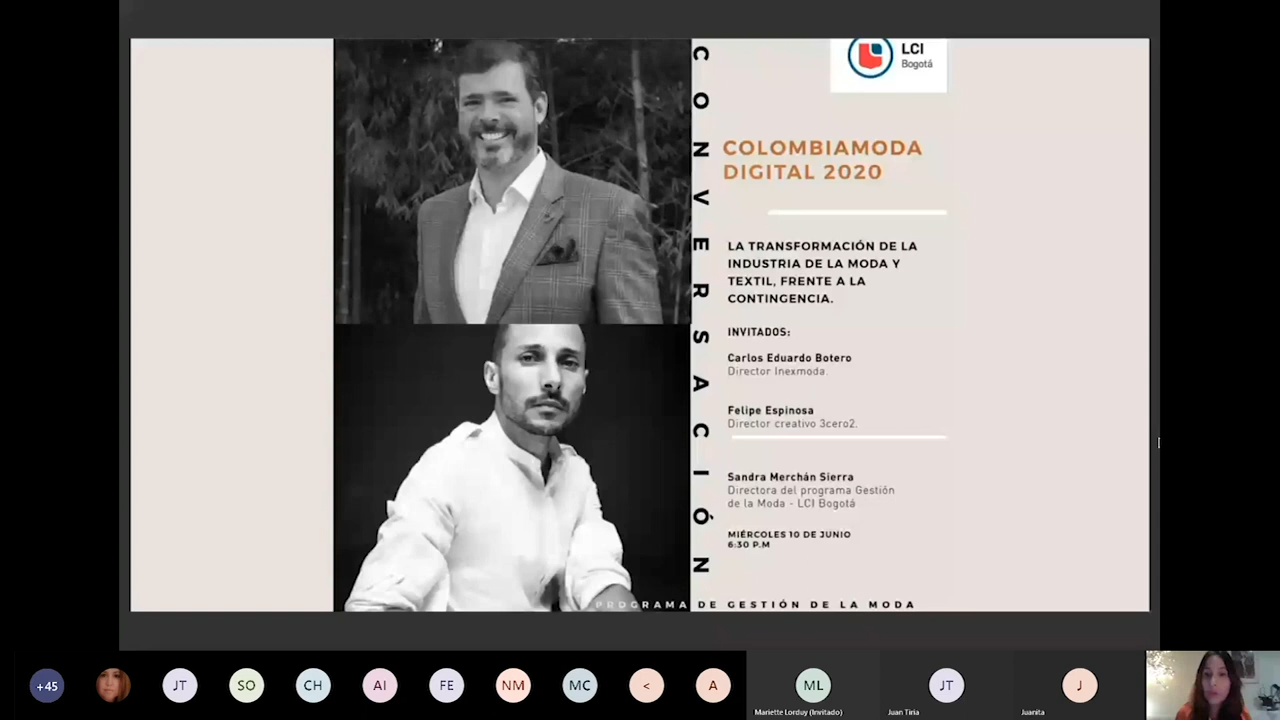 CONVERSACIÓN
LCI
Bogotá
COLOMBIAMODA
DIGITAL 2020
LA TRANSFORMACIÓN DE LA
INDUSTRIA DE LA MODA Y
TEXTIL, FRENTE A LA
CONTINGENCIA.
INVITADOS:
Carlos Eduardo Botero
Director Inexmoda.
Felipe Espinosa
Director creativo 3cero2.
Sandra Merchán Sierra
Directora del programa Gestión
de la Moda - LCI Bogotá
MIÉRCOLES 10 DE JUNIO
6:30 P.M
PROGRAMA DE GESTIÓN DE LA MODA
+45
JT
SO
CH
AI
FE
NM
MC
<
A
ML
JT
J
Mariette Lorduy (Invitado)
Juan Tiria
Juanita